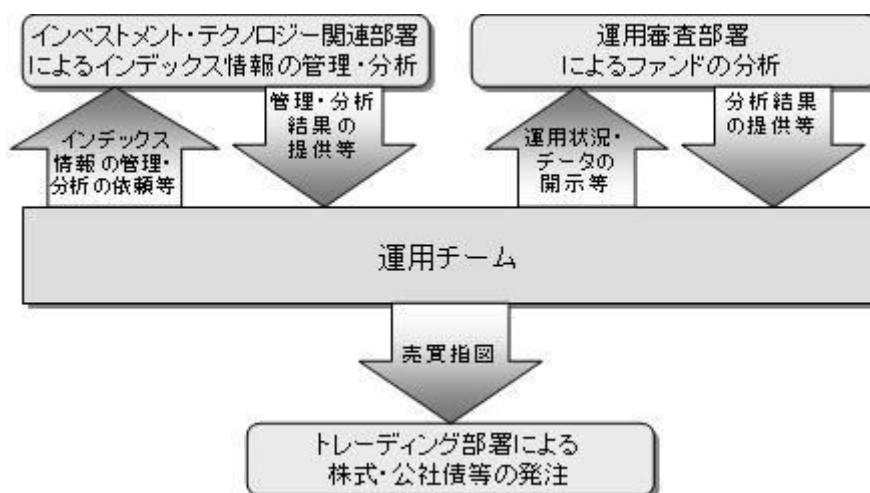 インベストメント・テクノロジー関連部署
によるインデックス情報の管理・分析
運用審査部署
によるファンドの分析
インデックス
情報の管理・
分析の依頼等
管理・分析
結果の
提供等
運用状況・
データの
開示等
分析結果
の提供等
運用チーム
売買指図
トレーディング部署による
株式・公社債等の発注